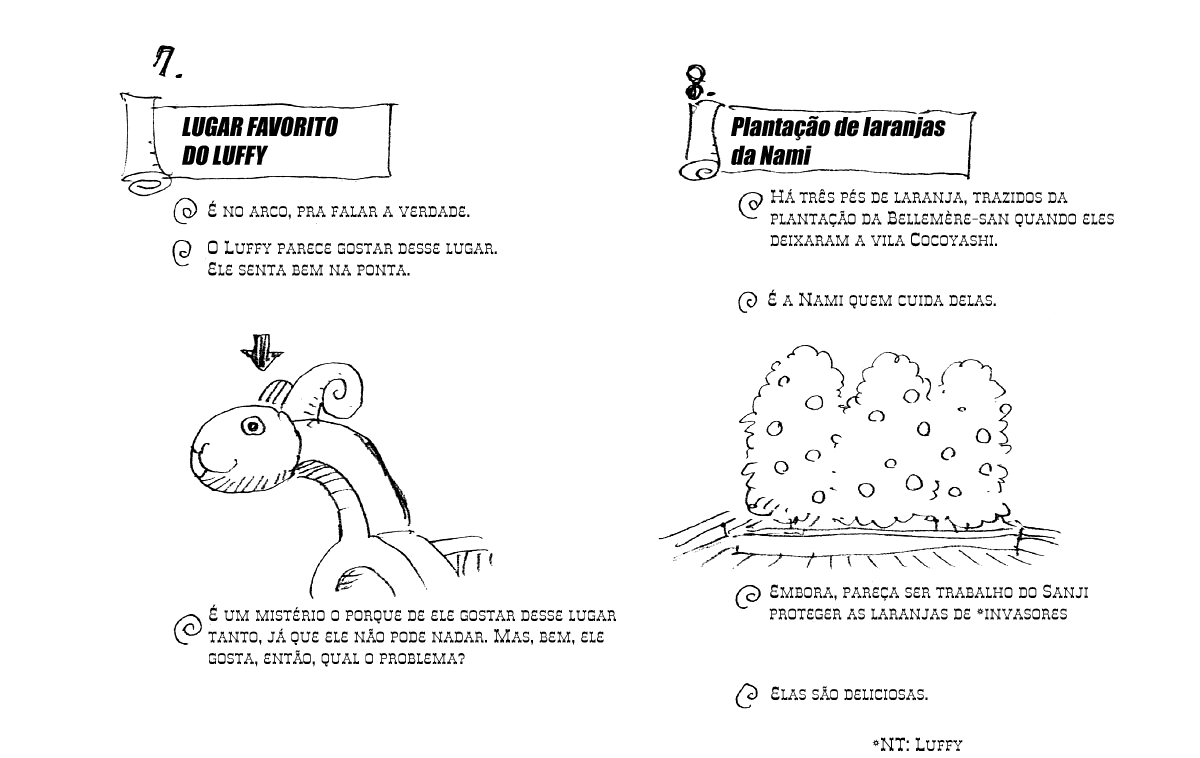 7.
LUGAR FAVORITO
DO LUFFY
É NO ARCO, PRA FALAR A VERDADE.
O LUFFY PARECE GOSTAR DESSE LUGAR.
ELE SENTA BEM NA PONTA.
É UM MISTÉRIO O PORQUE DE ELE GOSTAR DESSE LUGAR
TANTO, JÁ QUE ELE NÃO PODE NADAR. MAS, BEM, ELE
GOSTA, ENTÃO, QUAL O PROBLEMA?
8.
Plantação de laranjas
da Nami
HÁ TRÊS PÉS DE LARANJA, TRAZIDOS DA
PLANTAÇÃO DA BELLEMÈRE-SAN QUANDO ELES
DEIXARAM A VILA COCOYASHI.
É A NAMI QUEM CUIDA DELAS.
EMBORA, PAREÇA SER TRABALHO DO SANJI
PROTEGER AS LARANJAS DE *INVASORES
ELAS SÃO DELICIOSAS.
*NT: LUFFY